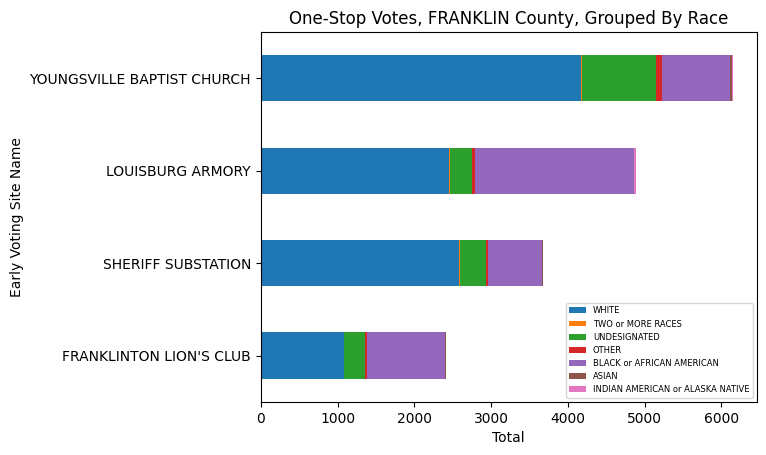 One-Stop Votes, FRANKLIN County, Grouped By Race
Early Voting Site Name
YOUNGSVILLE BAPTIST CHURCH
LOUISBURG ARMORY
SHERIFF SUBSTATION
FRANKLINTON LION'S CLUB
WHITE
TWO or MORE RACES
UNDESIGNATED
OTHER
BLACK or AFRICAN AMERICAN
ASIAN
INDIAN AMERICAN or ALASKA NATIVE
0 1000 2000 3000 4000 5000 6000
Total